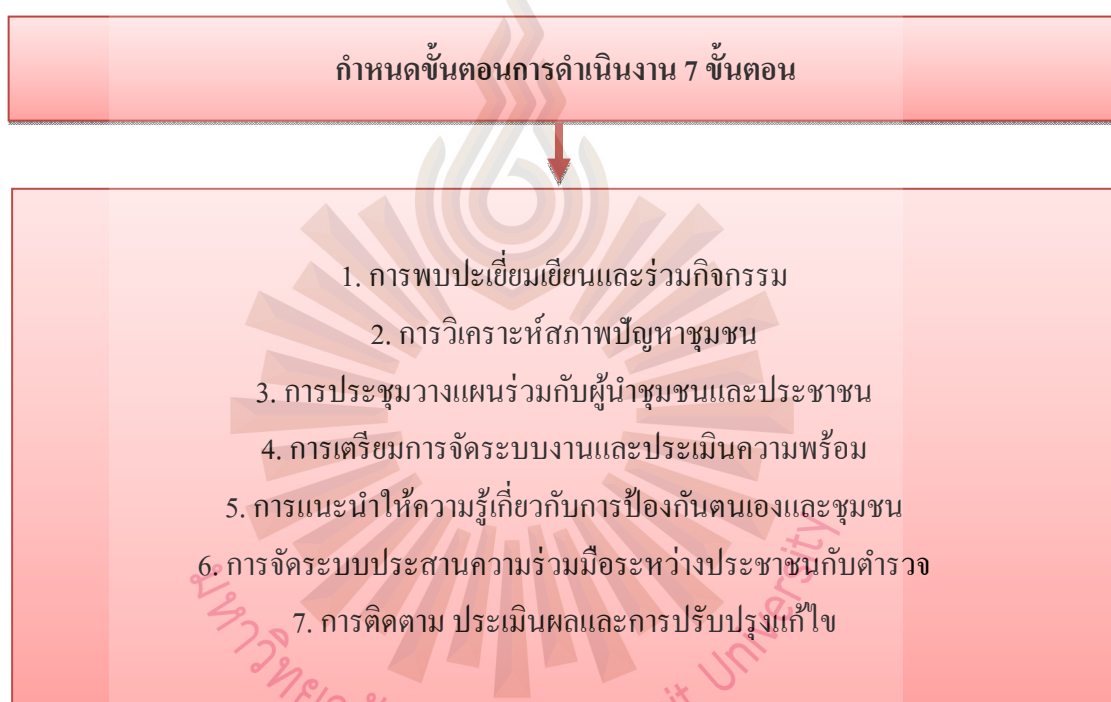 กำหนดขั้นตอนการดำเนินงาน 7 ขั้นตอน
1. การพบปะเยี่ยมเยียนและร่วมกิจกรรม
2. การวิเคราะห์สภาพปัญหาชุมชน
3. การประชุมวางแผนร่วมกับผู้นำชุมชนและประชาชน
4. การเตรียมการจัดระบบงานและประเมินความพร้อม
5. การแนะนำให้ความรู้เกี่ยวกับการป้องกันตนเองและชุมชน
6. การจัดระบบประสานความร่วมมือระหว่างประชาชนกับตำรวจ
7. การติดตาม ประเมินผลและการปรับปรุงแก้ไข
University